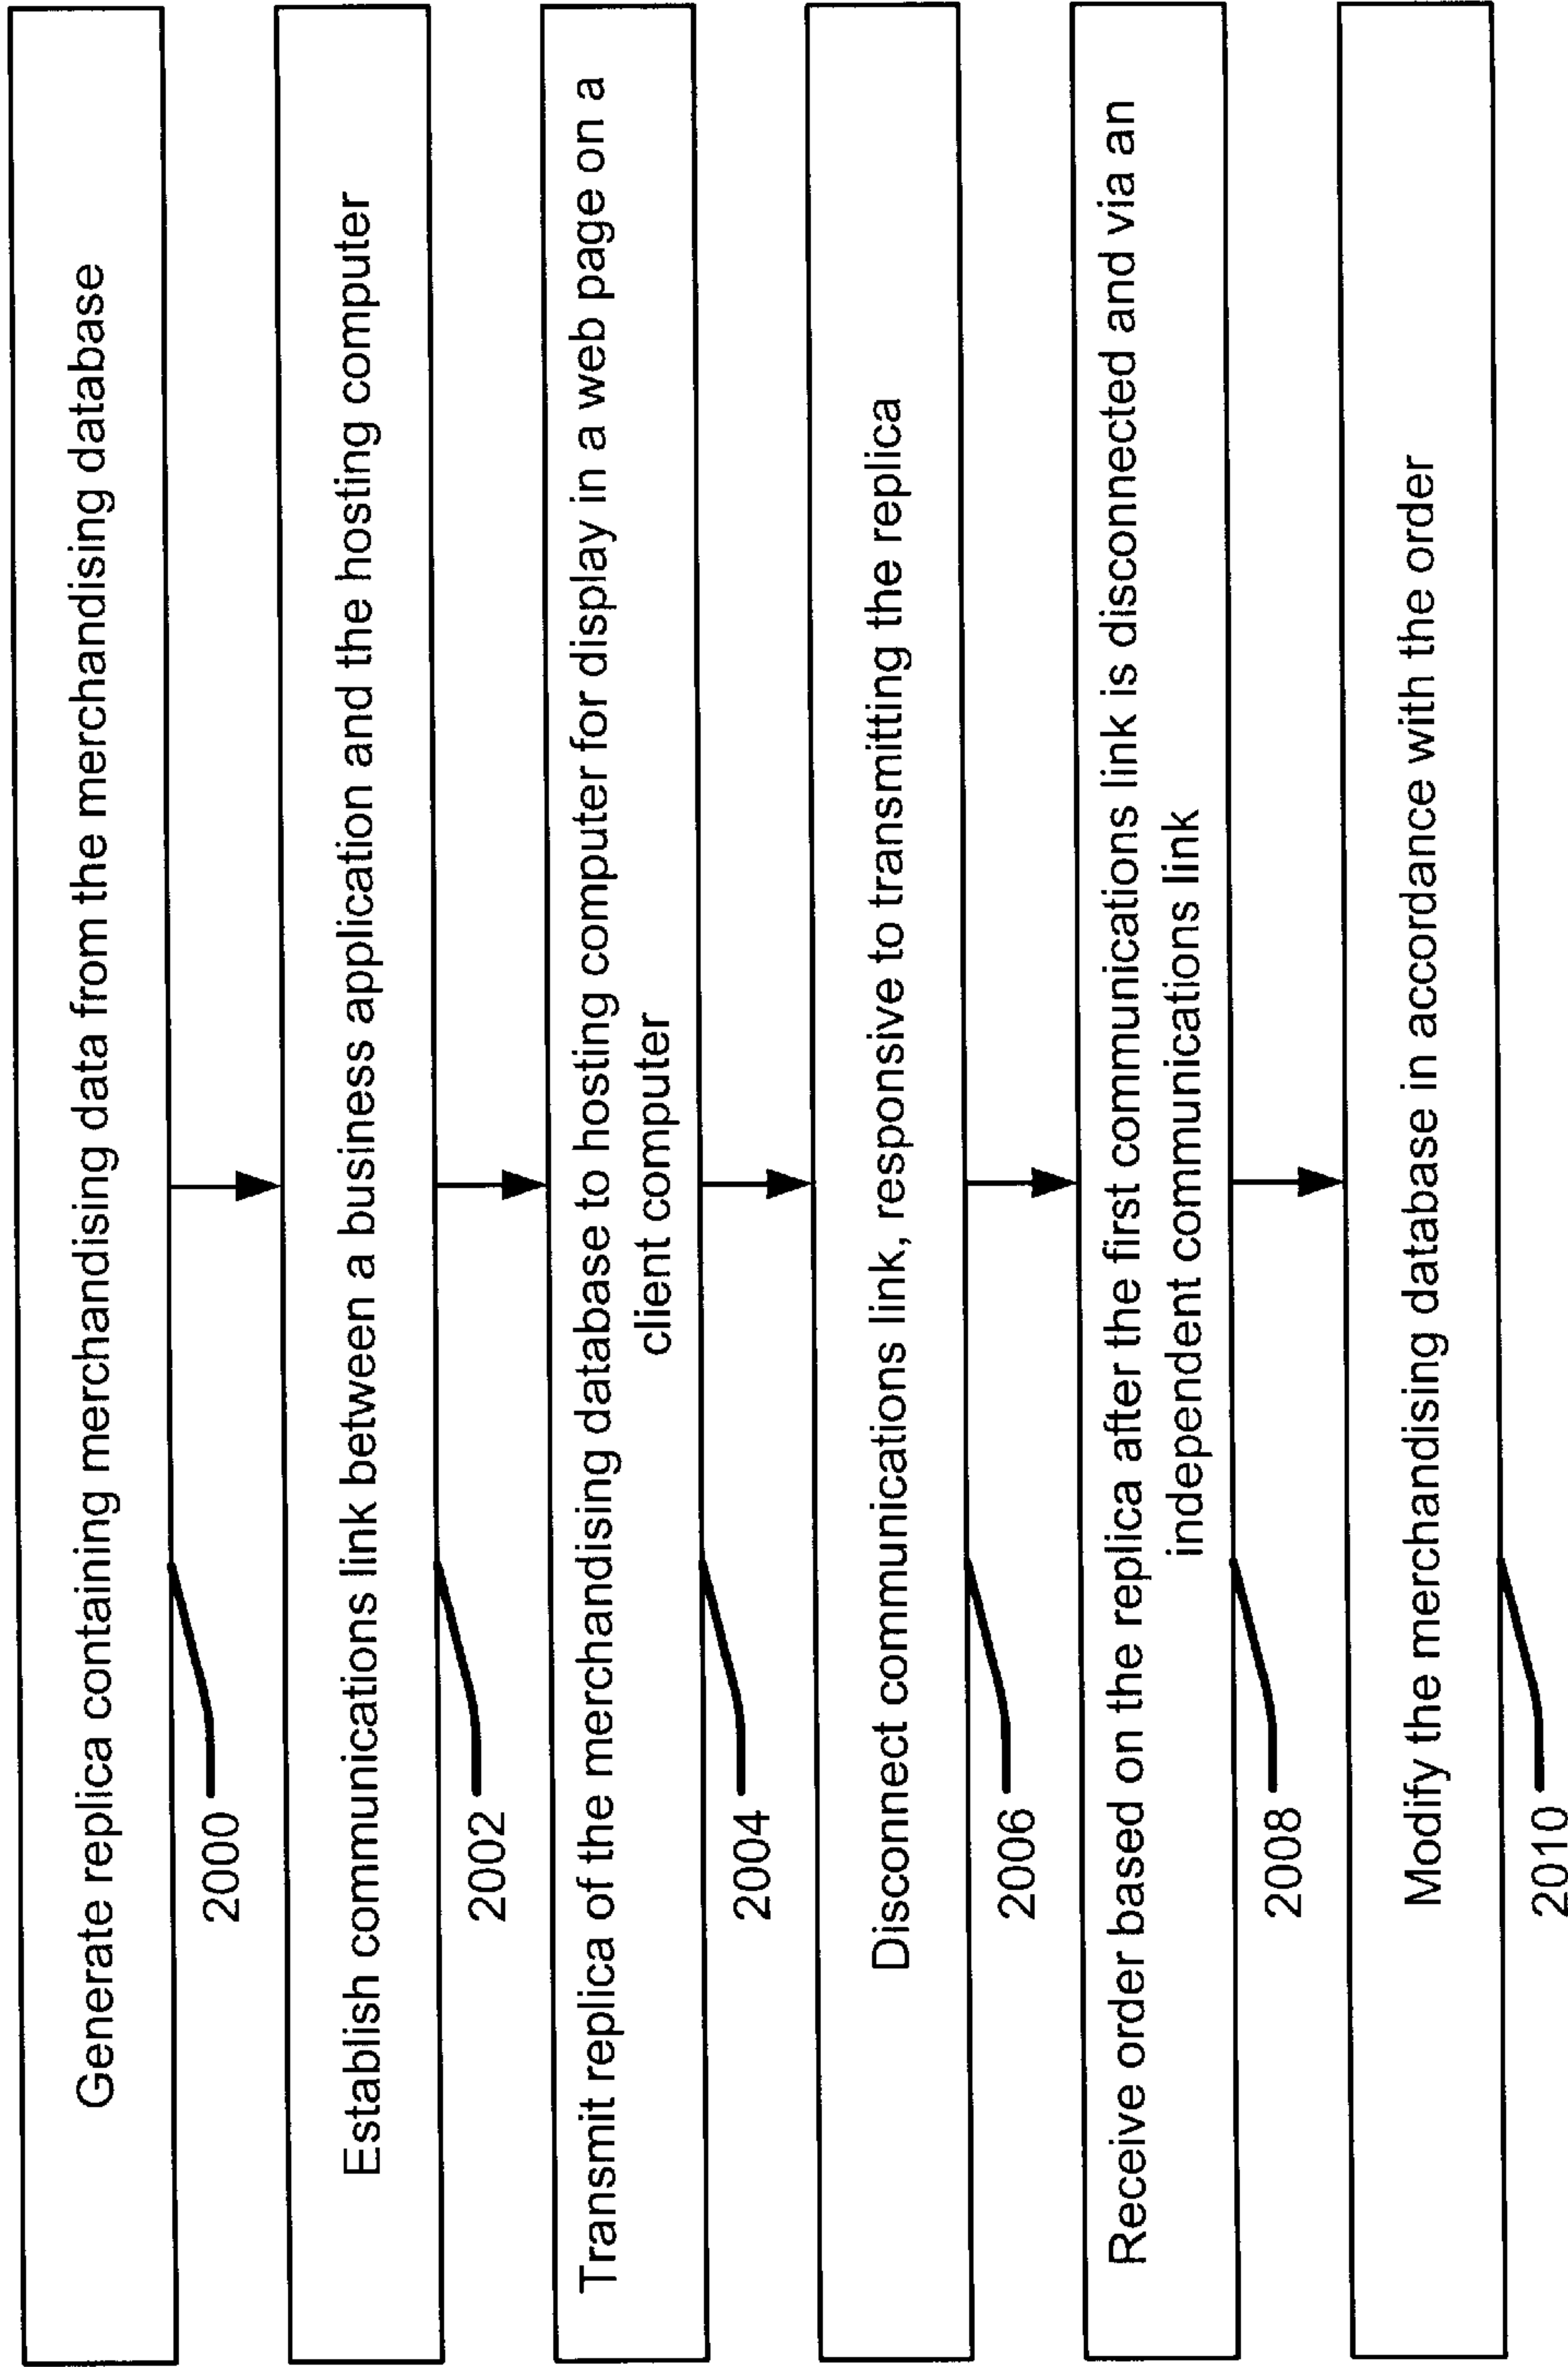 Generate replica containing merchandising data from the merchandising database
2000
Establish communications link between a business application and the hosting computer
2002
Transmit replica of the merchandising database to hosting computer for display in a web page on a
client computer
2004
Disconnect communications link, responsive to transmitting the replica
2006
Receive order based on the replica after the first communications link is disconnected and via an
independent communications link
2008
Modify the merchandising database in accordance with the order
2010